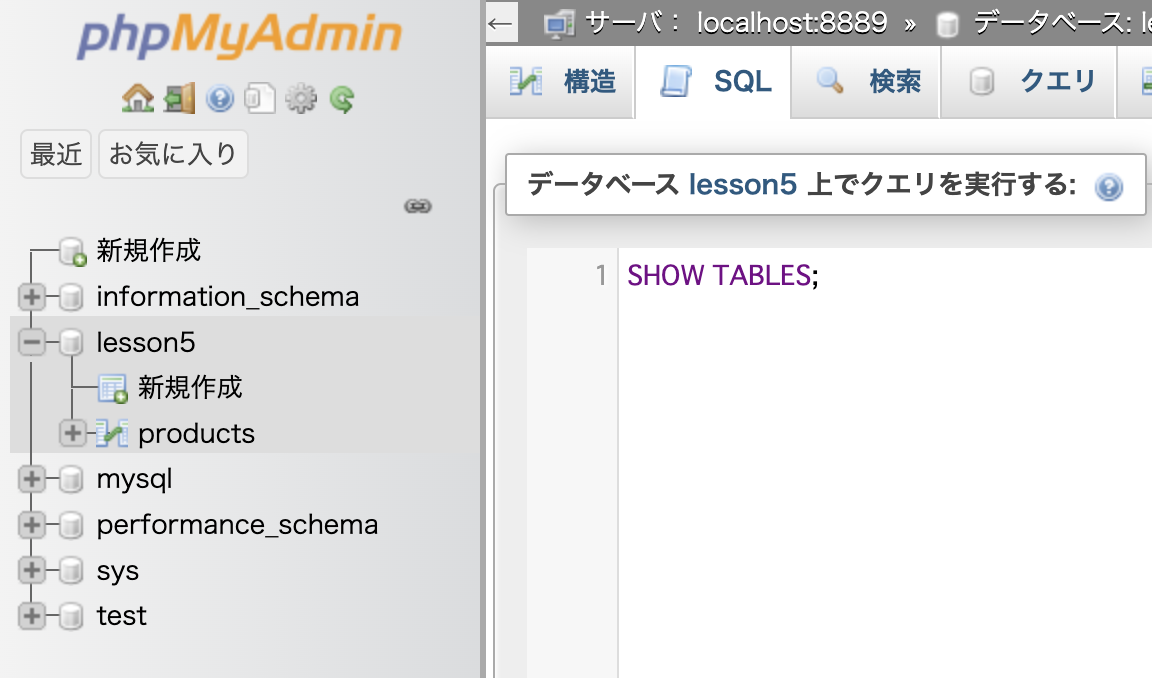 phpMyAdmin
最近
お気に入り
新規作成
information_schema
lesson5
新規作成
products
mysql
performance_schema
sys
test
← サーバ: localhost:8889 » データベース:
構造
SQL
検索
クエリ
データベース lesson5 上でクエリを実行する:
1 SHOW TABLES;